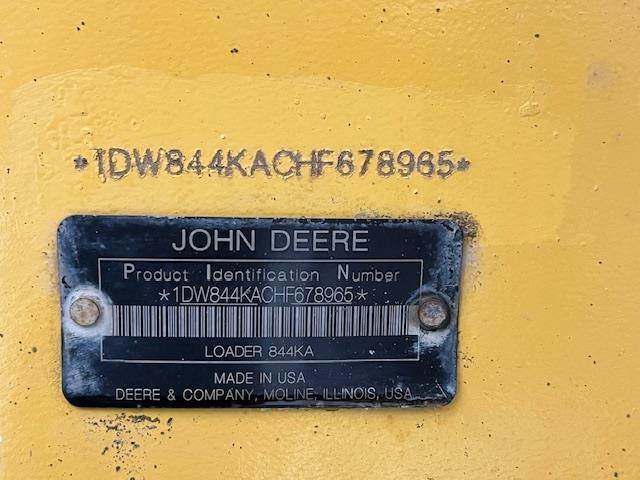 *1DW844KACHF678965*
JOHN DEERE
Product Identification Number
*1DW844KACHF678965*
LOADER 844KA
MADE IN USA
DEERE & COMPANY, MOLINE, ILLINOIS, USA